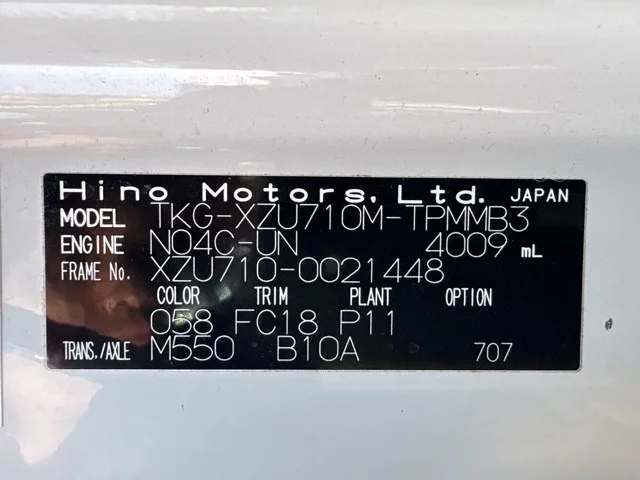 Hino Motors, Ltd. JAPAN
MODEL TKG-XZU710M-TPMMB3
ENGINE N04C-UN 4009 mL
FRAME No. XZU710-0021448
COLOR TRIM PLANT OPTION
058 FC18 P11
TRANS./AXLE M550 B10A 707